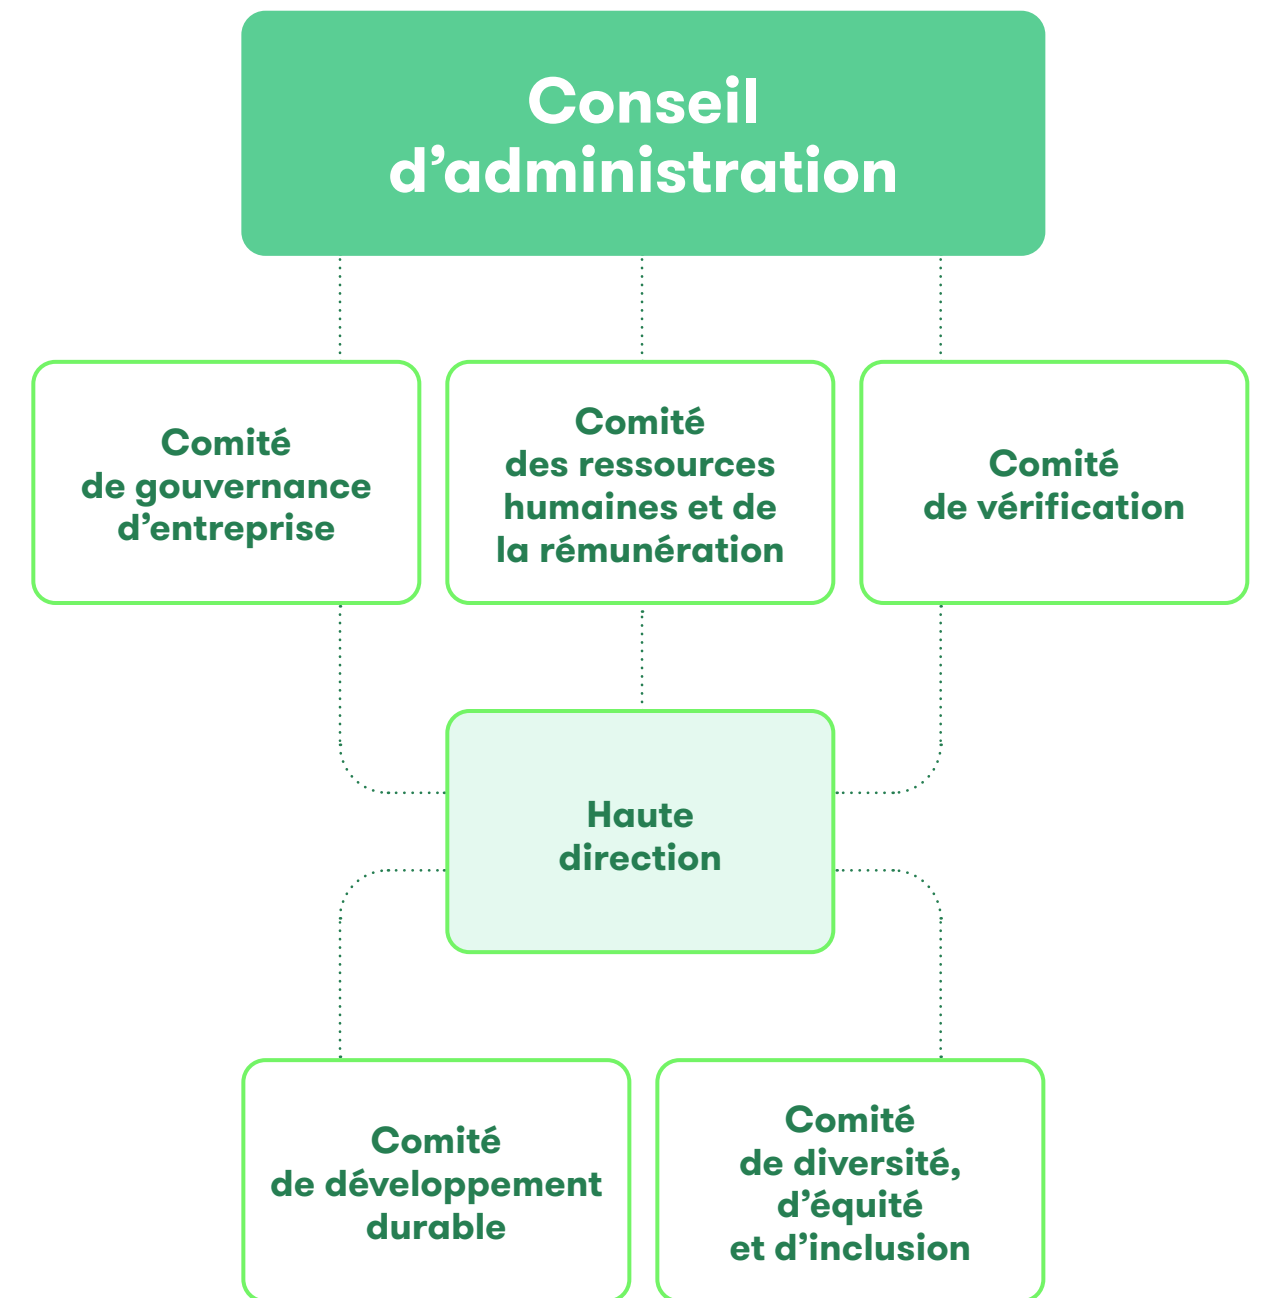 Conseil
d’administration
Comité
de gouvernance
d’entreprise
Comité
des ressources
humaines et de
la rémunération
Comité
de vérification
Haute
direction
Comité
de développement
durable
Comité
de diversité,
d’équité
et d’inclusion